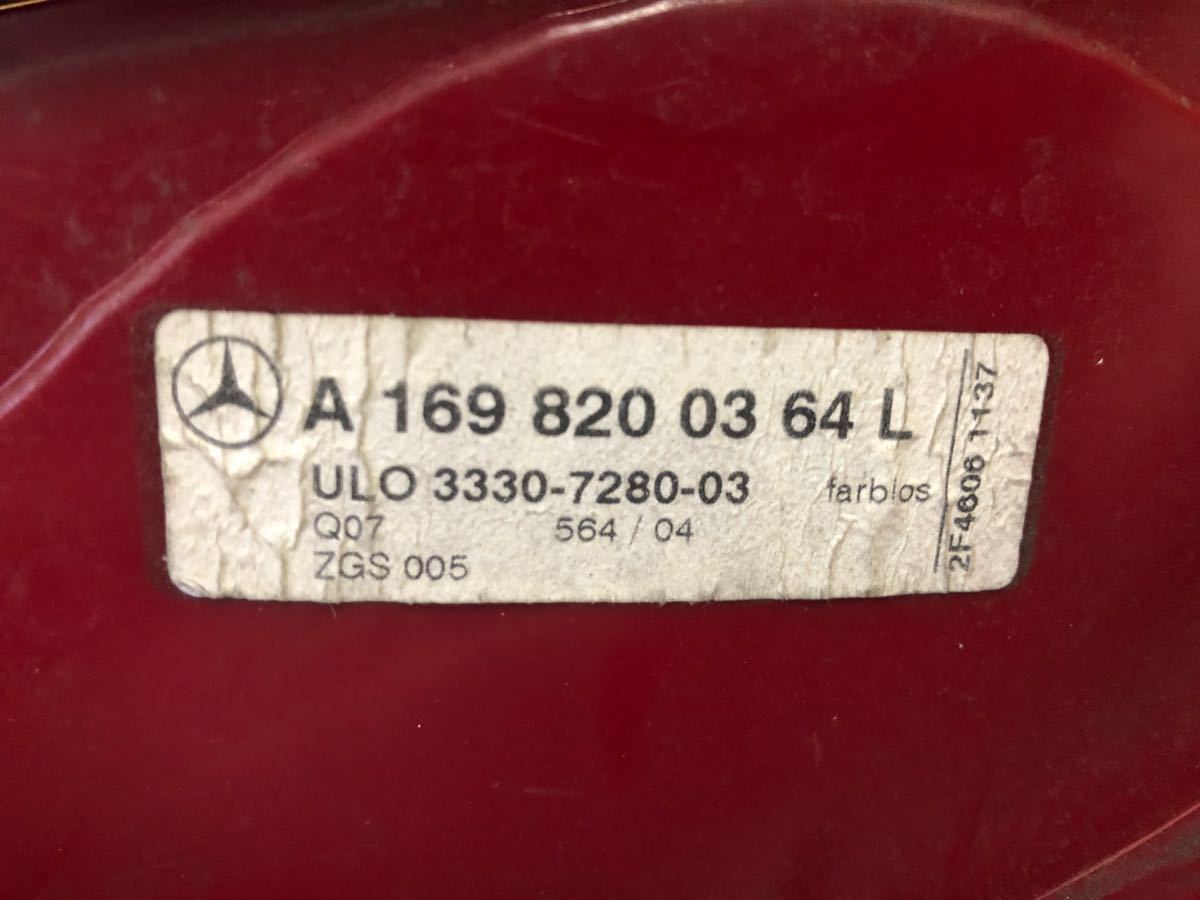 A 169 820 03 64 L
ULO 3330-7280-03 farblos
Q07 564 / 04
ZGS 005
2F4606 1137